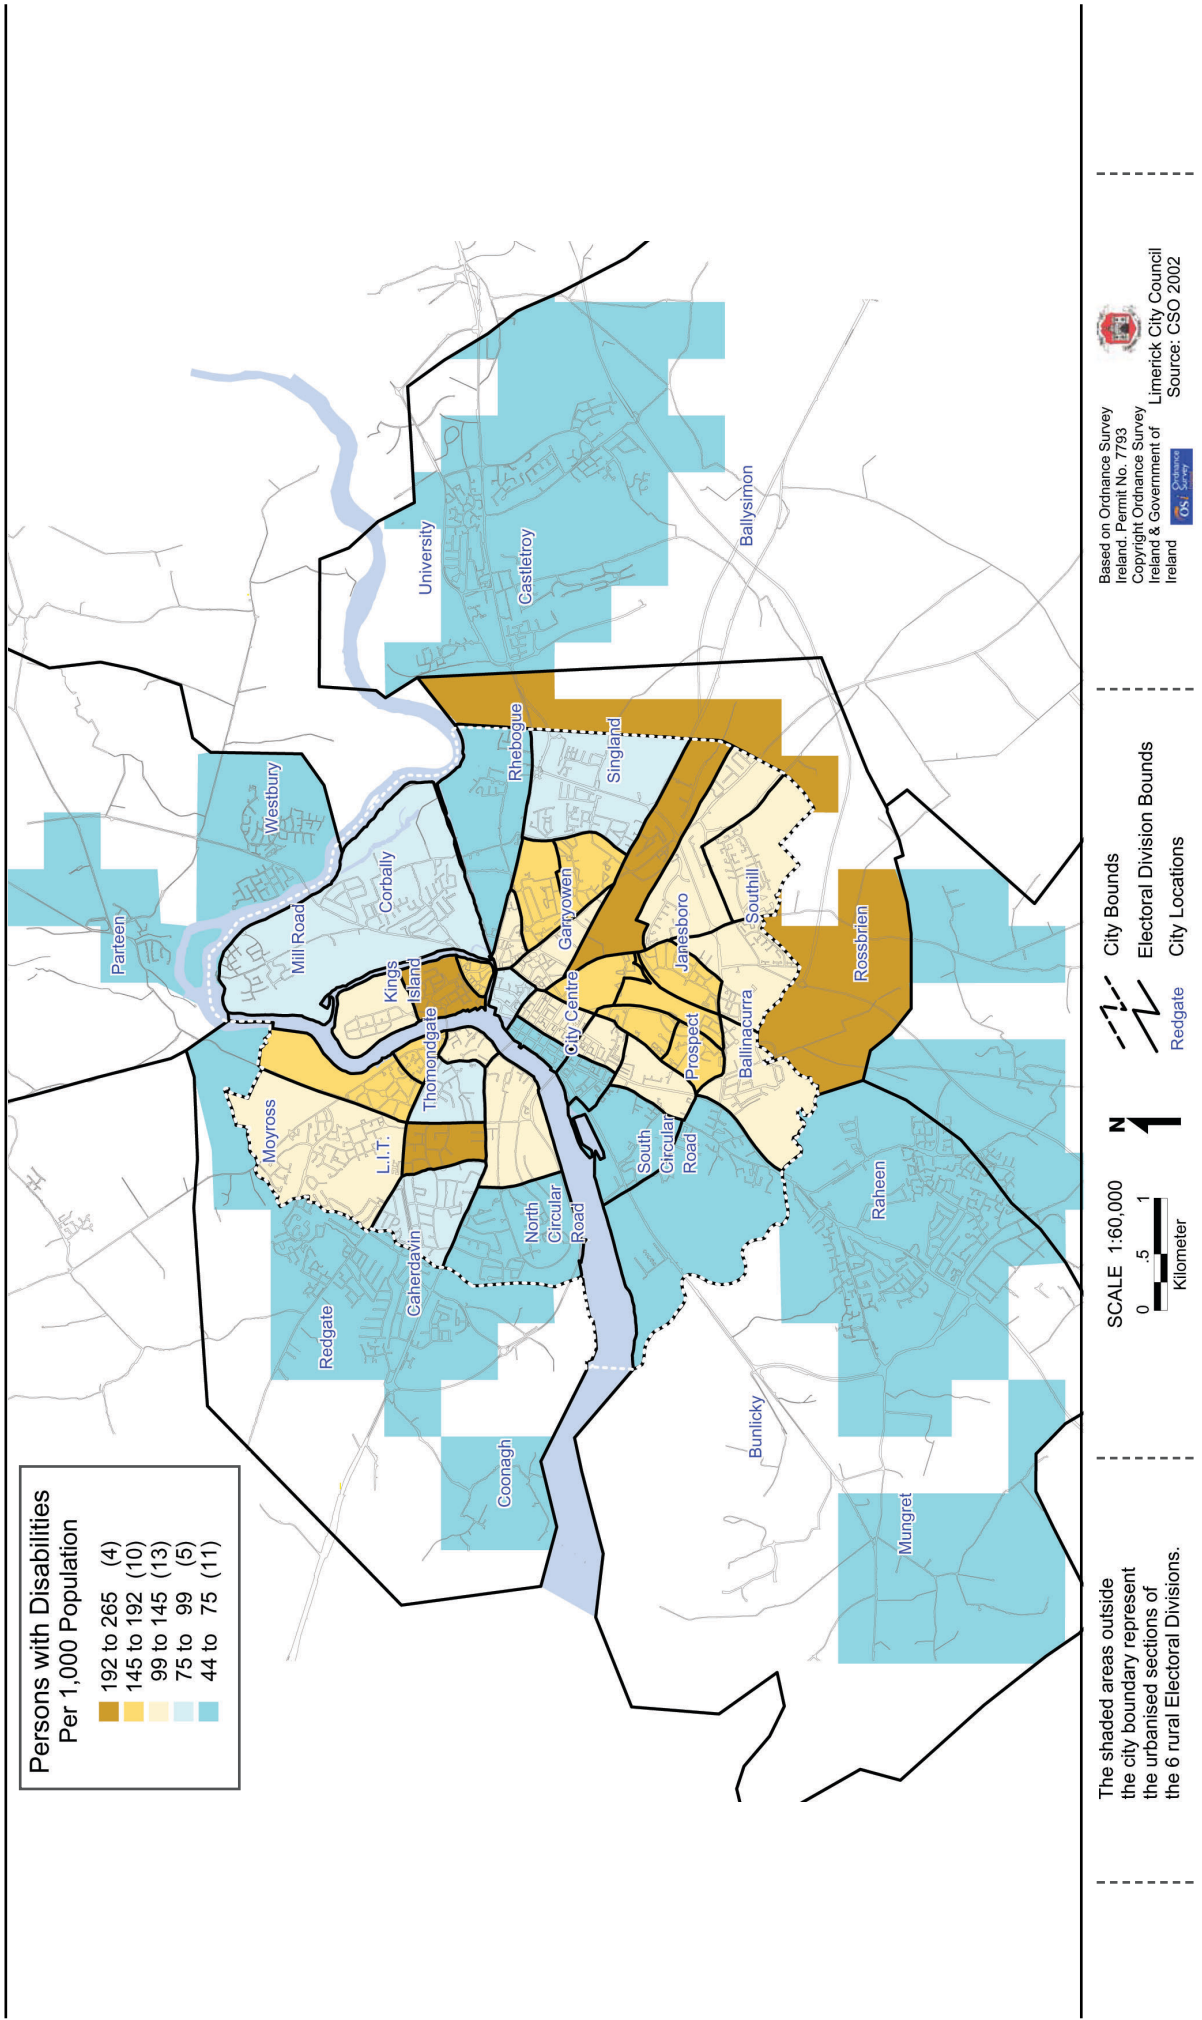 Persons with Disabilities
Per 1,000 Population
192 to 265 (4)
145 to 192 (10)
99 to 145 (13)
75 to 99 (5)
44 to 75 (11)
Parteen
Westbury
Mill Road
Corbally
Moyross
Kings
Island
L.I.T.
Thomondgate
Redgate
Caherdavin
North
Circular
Road
Coonagh
University
Castletroy
Rhebogue
Singland
Garryowen
City Centre
Ballysimon
Janesboro
Southill
Prospect
Ballinacurra
South
Circular
Road
Rossbrien
Raheen
Bunlicky
Mungret
The shaded areas outside
the city boundary represent
the urbanised sections of
the 6 rural Electoral Divisions.
SCALE 1:60,000
N
0 .5 1
Kilometer
City Bounds
Electoral Division Bounds
Redgate City Locations
Based on Ordnance Survey
Ireland. Permit No. 7793
Copyright Ordnance Survey
Ireland & Government of
Ireland
OSi Ordnance
Survey
Limerick City Council
Source: CSO 2002